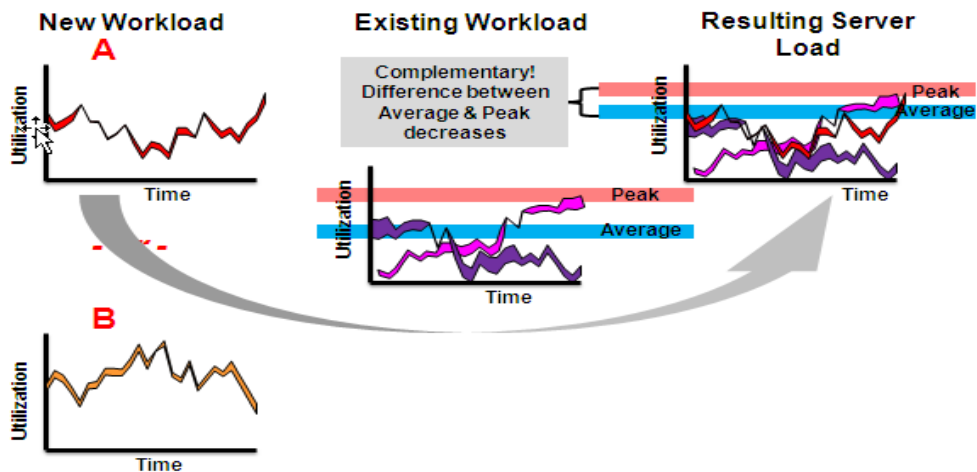 New Workload
Existing Workload
Resulting Server
Load
A
Complementary!
Difference between
Average & Peak
decreases
Peak
Average
Utilization
Time
Time
Peak
Average
Utilization
Time
B
Utilization
Time